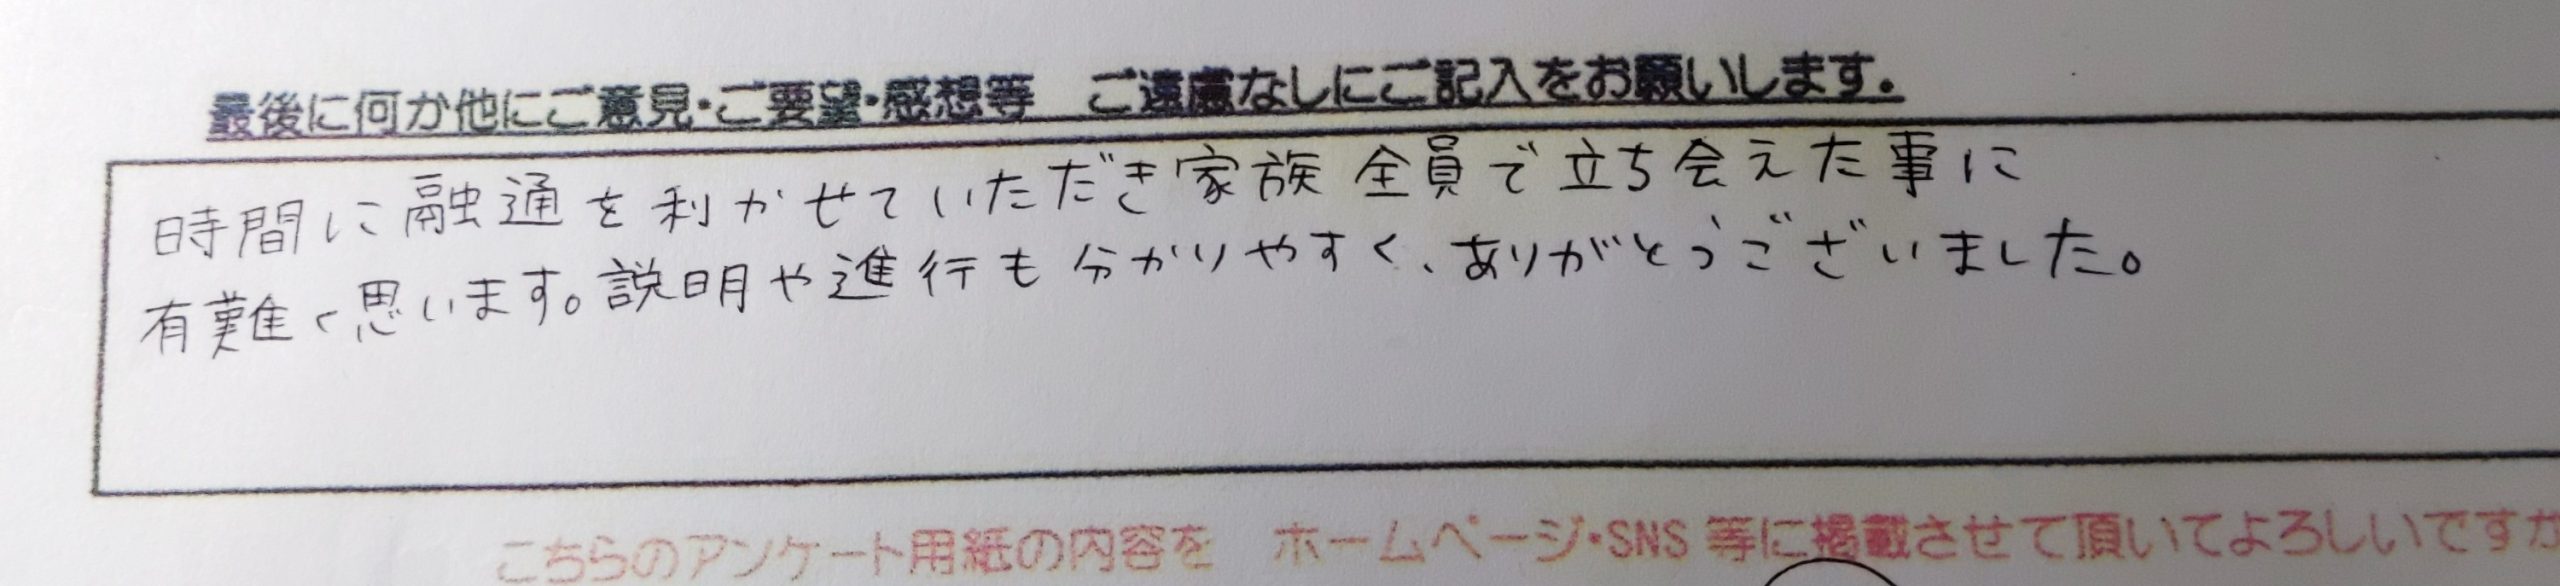 最後に何か他にご意見・ご要望・感想等　ご遠慮なしにご記入をお願いします。
時間に融通を利かせていただき家族全員で立ち会えた事に
有難く思います。説明や進行も分かりやすく、ありがとうございました。
こちらのアンケート用紙の内容を　ホームページ・SNS等に掲載させて頂いてよろしいですか